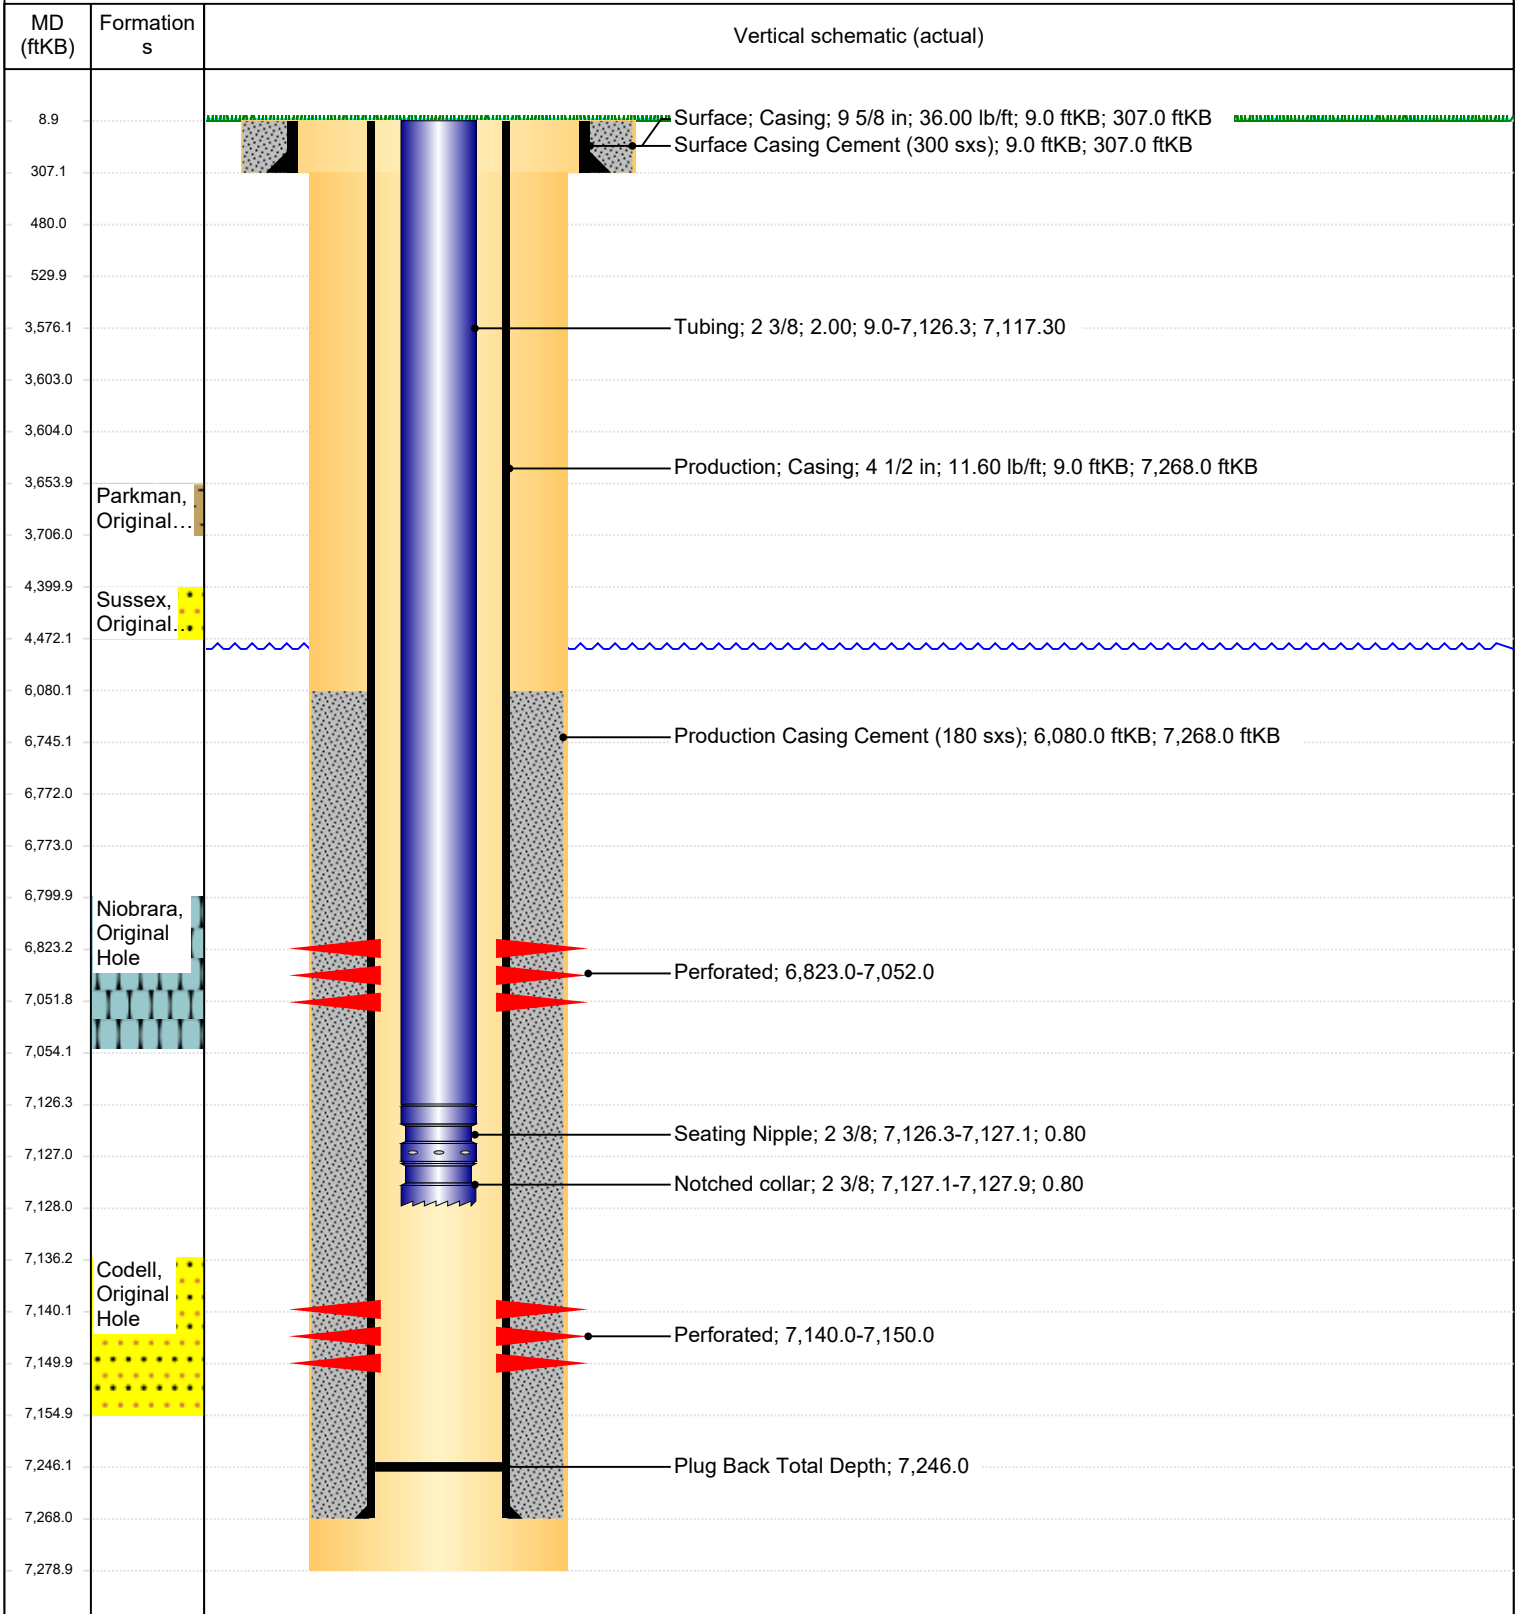 MD
(ftKB)
Formation
s
Vertical schematic (actual)
8.9
Surface; Casing; 9 5/8 in; 36.00 lb/ft; 9.0 ftKB; 307.0 ftKB
Surface Casing Cement (300 sxs); 9.0 ftKB; 307.0 ftKB
307.1
480.0
529.9
3,576.1
Tubing; 2 3/8; 2.00; 9.0-7,126.3; 7,117.30
3,603.0
3,604.0
Production; Casing; 4 1/2 in; 11.60 lb/ft; 9.0 ftKB; 7,268.0 ftKB
3,653.9
Parkman,
Original…
3,706.0
4,399.9
Sussex,
Original…
4,472.1
6,080.1
Production Casing Cement (180 sxs); 6,080.0 ftKB; 7,268.0 ftKB
6,745.1
6,772.0
6,773.0
6,799.9
Niobrara,
Original
Hole
6,823.2
Perforated; 6,823.0-7,052.0
7,051.8
7,054.1
7,126.3
Seating Nipple; 2 3/8; 7,126.3-7,127.1; 0.80
7,127.0
Notched collar; 2 3/8; 7,127.1-7,127.9; 0.80
7,128.0
7,136.2
Codell,
Original
Hole
7,140.1
Perforated; 7,140.0-7,150.0
7,149.9
7,154.9
7,246.1
Plug Back Total Depth; 7,246.0
7,268.0
7,278.9